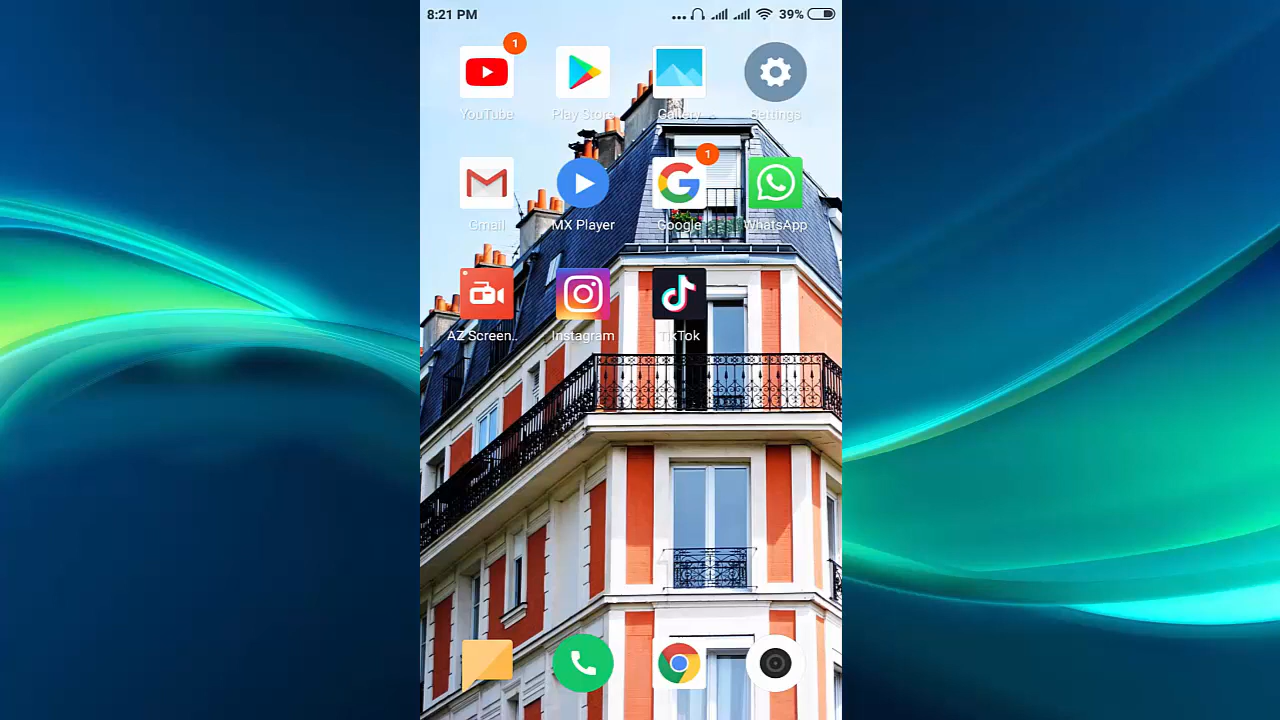 8:21 PM 39%
1
YouTube Play Store Gallery Settings
1
Gmail MX Player Google WhatsApp
AZ Screen.. Instagram TikTok